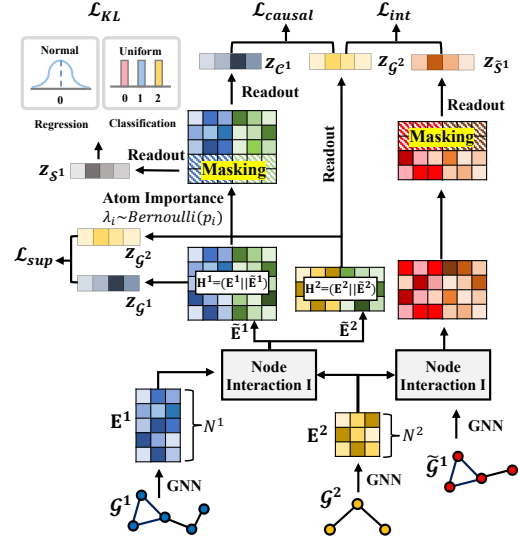 𝓛_KL 𝓛_causal 𝓛_int
Normal Uniform
0 0 1 2
Regression Classification
z_𝒞¹ z_𝒢² z_𝒮̃¹
Readout Readout
z_𝒮¹ Readout Masking Masking
Readout
Atom Importance
λᵢ~Bernoulli(pᵢ)
𝓛_sup z_𝒢²
z_𝒢¹
H¹=(E¹||Ẽ¹) H²=(E²||Ẽ²)
Ẽ¹ Ẽ²
Node Interaction I Node Interaction I
E¹ N¹ E² N²
GNN GNN GNN
𝒢¹ 𝒢² 𝒢̃¹